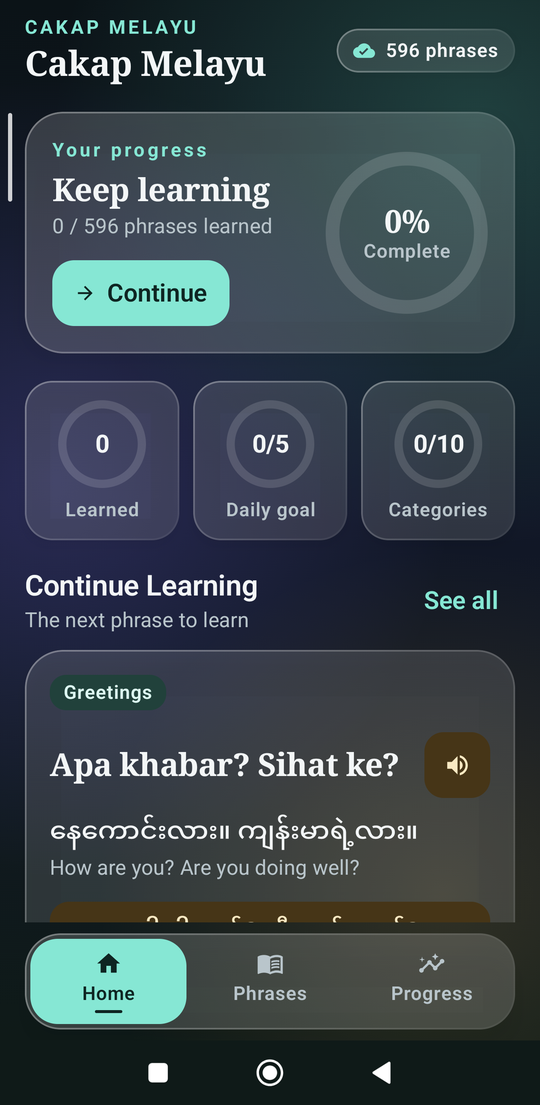 CAKAP MELAYU
Cakap Melayu
596 phrases
Your progress
Keep learning
0 / 596 phrases learned
0%
Complete
Continue
0
Learned
0/5
Daily goal
0/10
Categories
Continue Learning
The next phrase to learn
See all
Greetings
Apa khabar? Sihat ke?
နေကောင်းလား။ ကျန်းမာရဲ့လား။
How are you? Are you doing well?
Home
Phrases
Progress